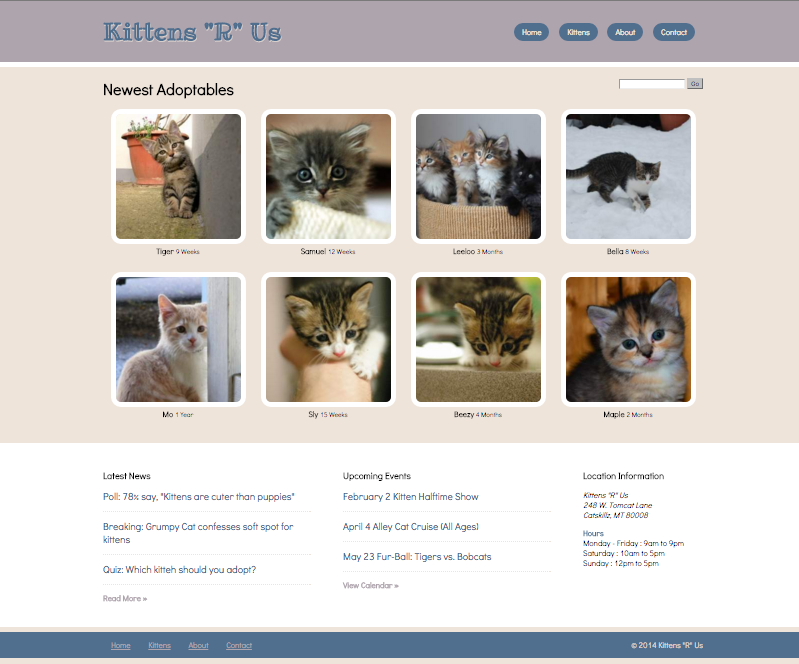 Kittens "R" Us
Home Kittens About Contact
Newest Adoptables
Go
Tiger 9 Weeks
Samuel 12 Weeks
Leeloo 3 Months
Bella 8 Weeks
Mo 1 Year
Sly 15 Weeks
Beezy 4 Months
Maple 2 Months
Latest News
Poll: 78% say, "Kittens are cuter than puppies"
Breaking: Grumpy Cat confesses soft spot for
kittens
Quiz: Which kitteh should you adopt?
Read More »
Upcoming Events
February 2 Kitten Halftime Show
April 4 Alley Cat Cruise (All Ages)
May 23 Fur-Ball: Tigers vs. Bobcats
View Calendar »
Location Information
Kittens "R" Us
248 W. Tomcat Lane
Catskillz, MT 80008
Hours
Monday - Friday : 9am to 9pm
Saturday : 10am to 5pm
Sunday : 12pm to 5pm
Home Kittens About Contact
© 2014 Kittens "R" Us